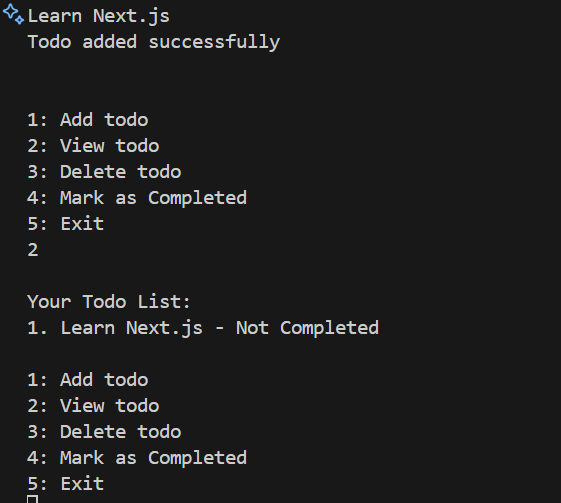 Learn Next.js
Todo added successfully
1: Add todo
2: View todo
3: Delete todo
4: Mark as Completed
5: Exit
2
Your Todo List:
1. Learn Next.js - Not Completed
1: Add todo
2: View todo
3: Delete todo
4: Mark as Completed
5: Exit